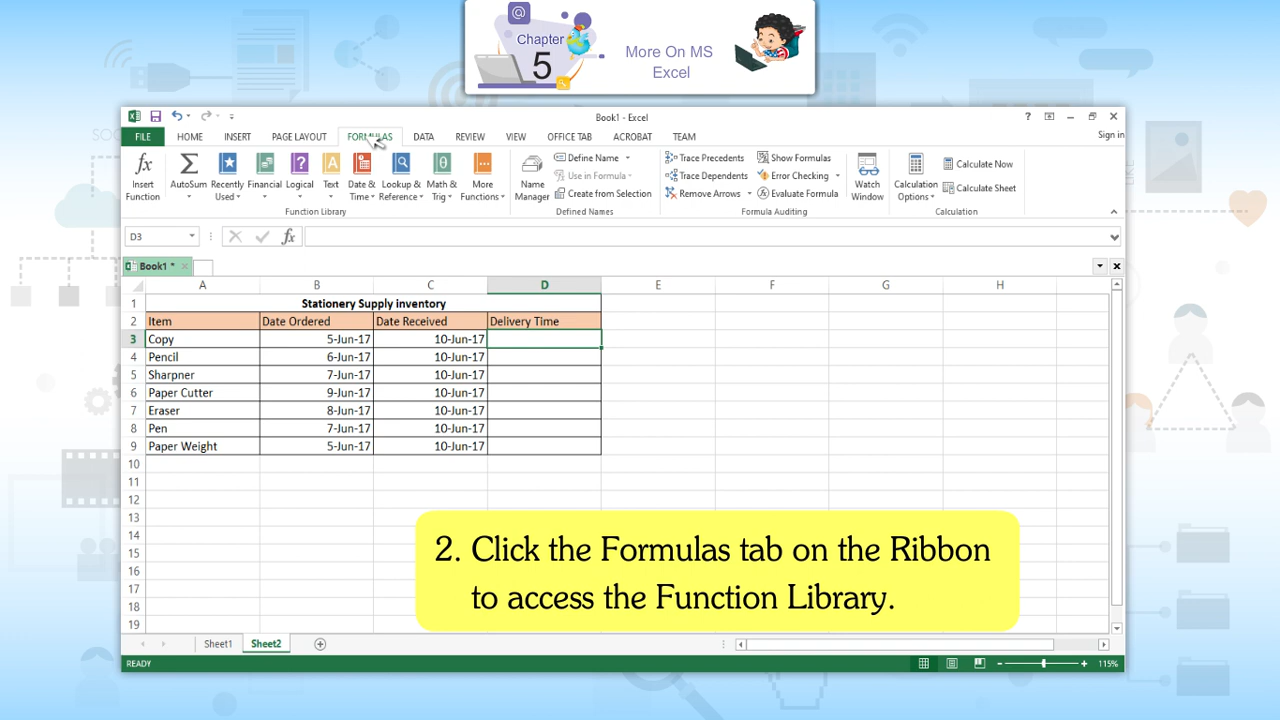 Chapter
5
More On MS
Excel
Book1 - Excel
FILE HOME INSERT PAGE LAYOUT FORMULAS DATA REVIEW VIEW OFFICE TAB ACROBAT TEAM Sign in
Insert Function
AutoSum
Recently Used
Financial
Logical
Text
Date & Time
Lookup & Reference
Math & Trig
More Functions
Function Library
Name Manager
Define Name
Use in Formula
Create from Selection
Defined Names
Trace Precedents
Trace Dependents
Remove Arrows
Show Formulas
Error Checking
Evaluate Formula
Formula Auditing
Watch Window
Calculation Options
Calculate Now
Calculate Sheet
Calculation
D3 fx
Book1 *
A B C D E F G H
1 Stationery Supply inventory
2 Item Date Ordered Date Received Delivery Time
3 Copy 5-Jun-17 10-Jun-17
4 Pencil 6-Jun-17 10-Jun-17
5 Sharpner 7-Jun-17 10-Jun-17
6 Paper Cutter 9-Jun-17 10-Jun-17
7 Eraser 8-Jun-17 10-Jun-17
8 Pen 7-Jun-17 10-Jun-17
9 Paper Weight 5-Jun-17 10-Jun-17
10
11
12
13
14
15
16
17
18
19
2. Click the Formulas tab on the Ribbon
to access the Function Library.
Sheet1 Sheet2
READY 115%